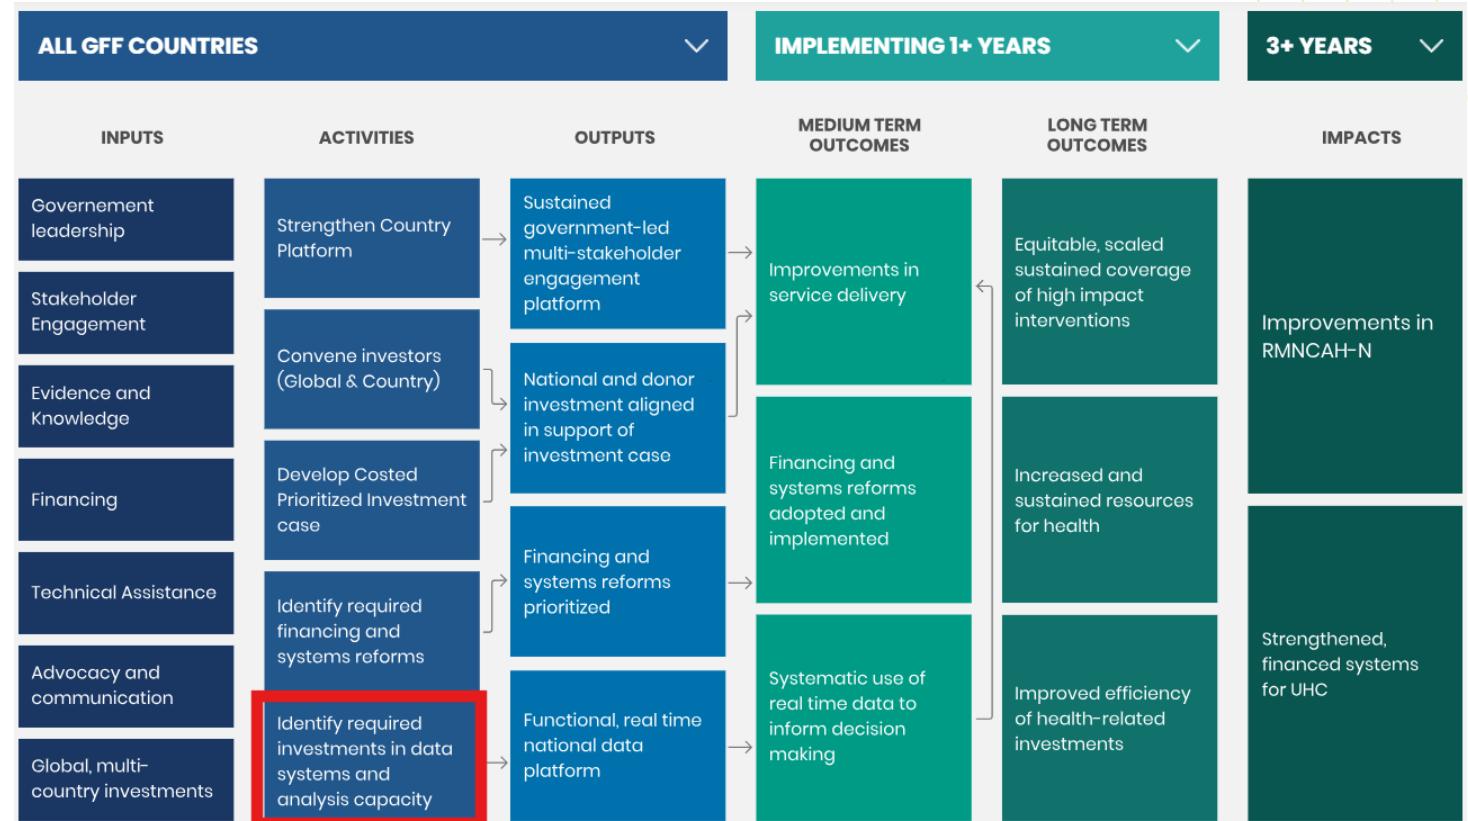 ALL GFF COUNTRIES
IMPLEMENTING 1+ YEARS
3+ YEARS
INPUTS
ACTIVITIES
OUTPUTS
MEDIUM TERM
OUTCOMES
LONG TERM
OUTCOMES
IMPACTS
Governement
leadership
Stakeholder
Engagement
Evidence and
Knowledge
Financing
Technical Assistance
Advocacy and
communication
Global, multi-
country investments
Strengthen Country
Platform
Convene investors
(Global & Country)
Develop Costed
Prioritized Investment
case
Identify required
financing and
systems reforms
Identify required
investments in data
systems and
analysis capacity
Sustained
government-led
multi-stakeholder
engagement
platform
National and donor
investment aligned
in support of
investment case
Financing and
systems reforms
prioritized
Functional, real time
national data
platform
Improvements in
service delivery
Financing and
systems reforms
adopted and
implemented
Systematic use of
real time data to
inform decision
making
Equitable, scaled
sustained coverage
of high impact
interventions
Increased and
sustained resources
for health
Improved efficiency
of health-related
investments
Improvements in
RMNCAH-N
Strengthened,
financed systems
for UHC